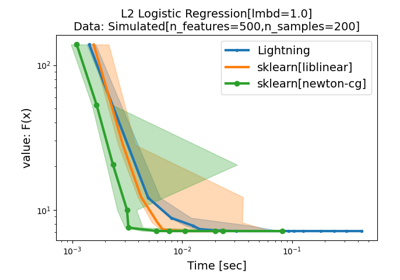 L2 Logistic Regression[lmbd=1.0]
Data: Simulated[n_features=500,n_samples=200]
Lightning
sklearn[liblinear]
sklearn[newton-cg]
value: F(x)
10²
10¹
10⁻³
10⁻²
10⁻¹
Time [sec]